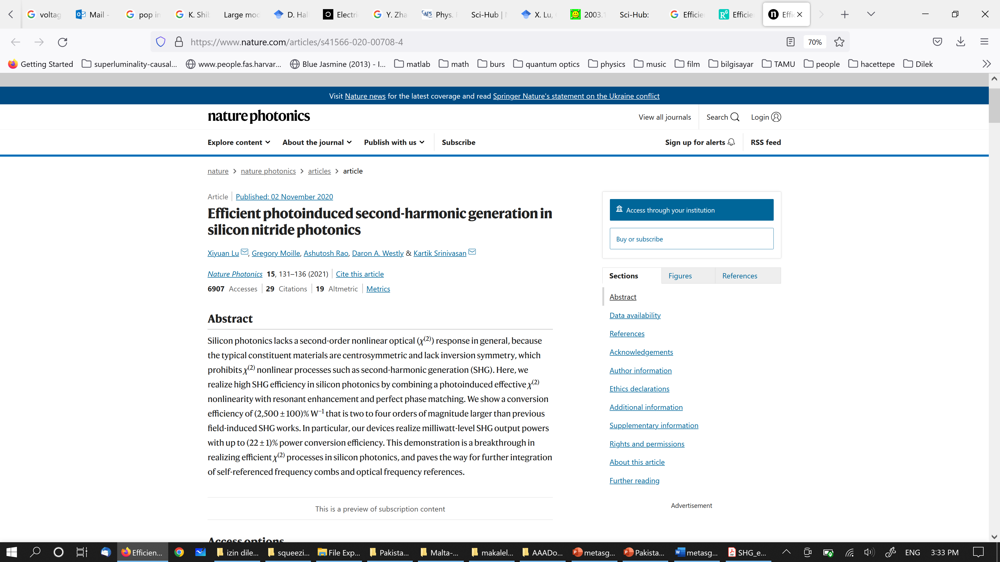 voltag
Mail -
pop in
K. Shib
Large mod
D. Hal
Electri
Y. Zha
Phys.
Sci-Hub |
X. Lu,
2003.1
Sci-Hub:
Efficie
Efficie
Effic
https://www.nature.com/articles/s41566-020-00708-4
70%
Getting Started
superluminality-causal...
www.people.fas.harvar...
Blue Jasmine (2013) - I...
matlab
math
burs
quantum optics
physics
music
film
bilgisayar
TAMU
people
hacettepe
Dilek
Visit Nature news for the latest coverage and read Springer Nature's statement on the Ukraine conflict
nature photonics
View all journals
Search
Login
Explore content
About the journal
Publish with us
Subscribe
Sign up for alerts
RSS feed
nature > nature photonics > articles > article
Article | Published: 02 November 2020
Efficient photoinduced second-harmonic generation in
silicon nitride photonics
Xiyuan Lu, Gregory Moille, Ashutosh Rao, Daron A. Westly & Kartik Srinivasan
Nature Photonics 15, 131–136 (2021) | Cite this article
6907 Accesses | 29 Citations | 19 Altmetric | Metrics
Abstract
Silicon photonics lacks a second-order nonlinear optical (χ(2)) response in general, because
the typical constituent materials are centrosymmetric and lack inversion symmetry, which
prohibits χ(2) nonlinear processes such as second-harmonic generation (SHG). Here, we
realize high SHG efficiency in silicon photonics by combining a photoinduced effective χ(2)
nonlinearity with resonant enhancement and perfect phase matching. We show a conversion
efficiency of (2,500 ± 100)% W−1 that is two to four orders of magnitude larger than previous
field-induced SHG works. In particular, our devices realize milliwatt-level SHG output powers
with up to (22 ± 1)% power conversion efficiency. This demonstration is a breakthrough in
realizing efficient χ(2) processes in silicon photonics, and paves the way for further integration
of self-referenced frequency combs and optical frequency references.
This is a preview of subscription content
Access options
Access through your institution
Buy or subscribe
Sections
Figures
References
Abstract
Data availability
References
Acknowledgements
Author information
Ethics declarations
Additional information
Supplementary information
Rights and permissions
About this article
Further reading
Advertisement
Efficien...
izin dile...
squeezi...
File Exp...
Pakista...
Malta-...
makalel...
AAADo...
metasg...
Pakista...
metasg...
SHG_e...
ENG
3:33 PM